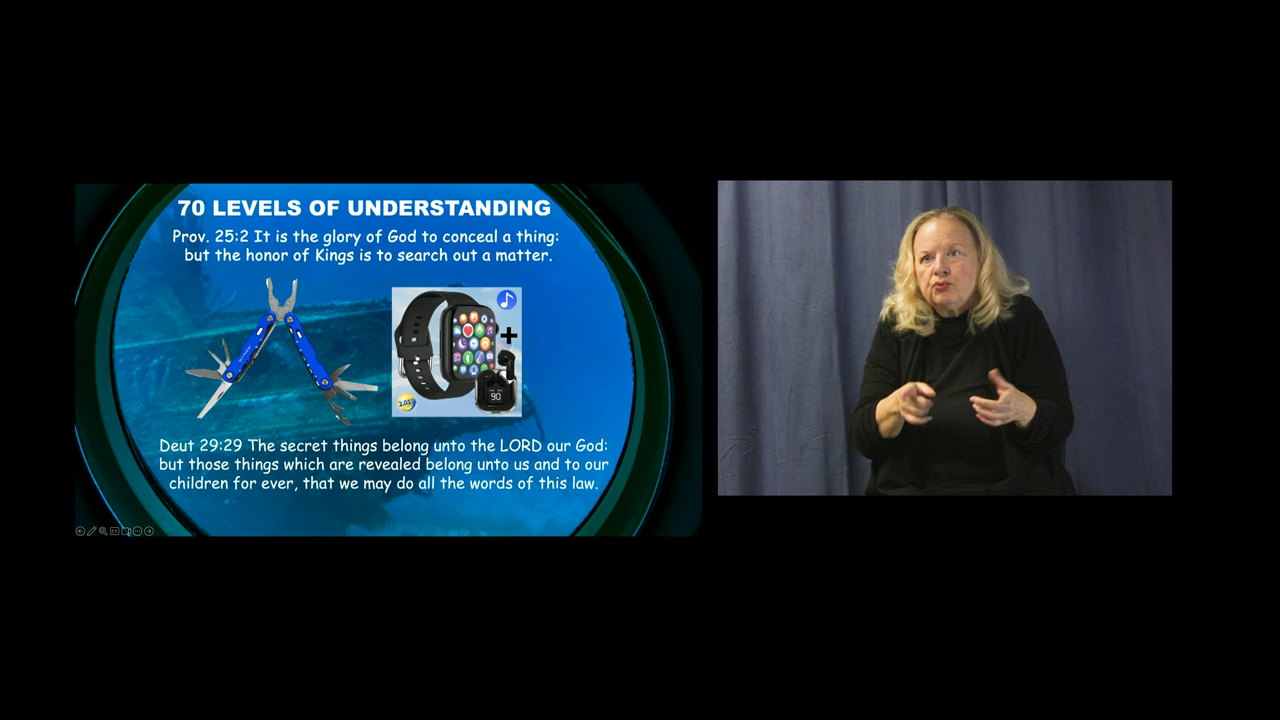 70 LEVELS OF UNDERSTANDING
Prov. 25:2 It is the glory of God to conceal a thing:
but the honor of Kings is to search out a matter.
+
2.01"
90
Deut 29:29 The secret things belong unto the LORD our God:
but those things which are revealed belong unto us and to our
children for ever, that we may do all the words of this law.